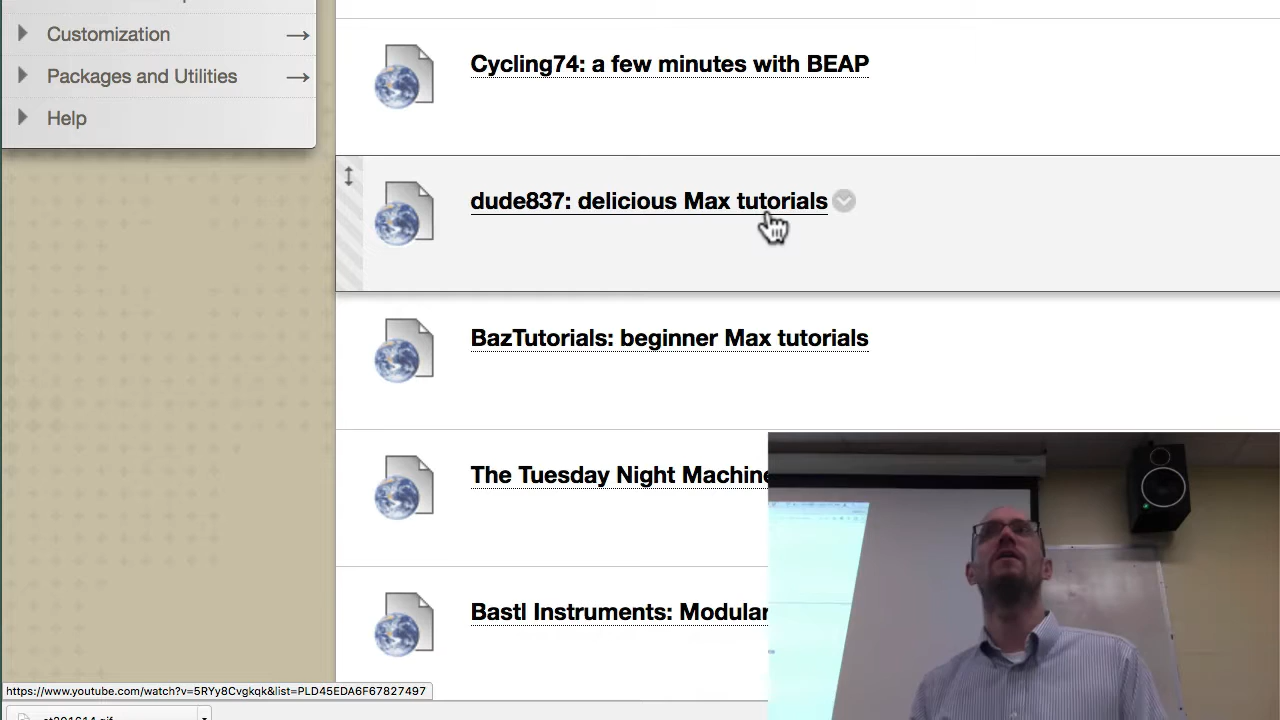 Customization
Packages and Utilities
Help
Cycling74: a few minutes with BEAP
dude837: delicious Max tutorials
BazTutorials: beginner Max tutorials
The Tuesday Night Machine
Bastl Instruments: Modular
https://www.youtube.com/watch?v=5RYy8Cvgkqk&list=PLD45EDA6F67827497